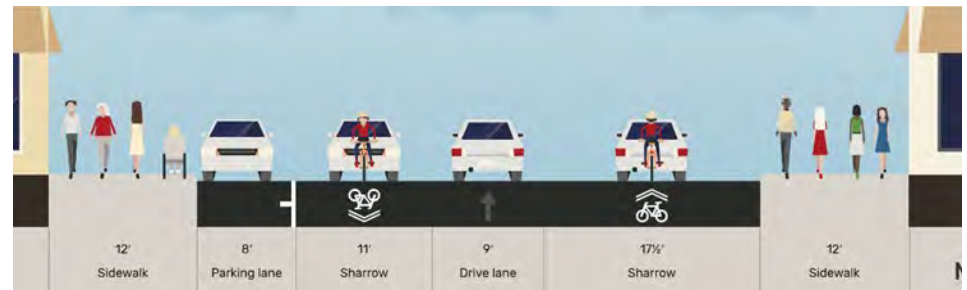 12' 8' 11' 9' 17½' 12'
Sidewalk Parking lane Sharrow Drive lane Sharrow Sidewalk